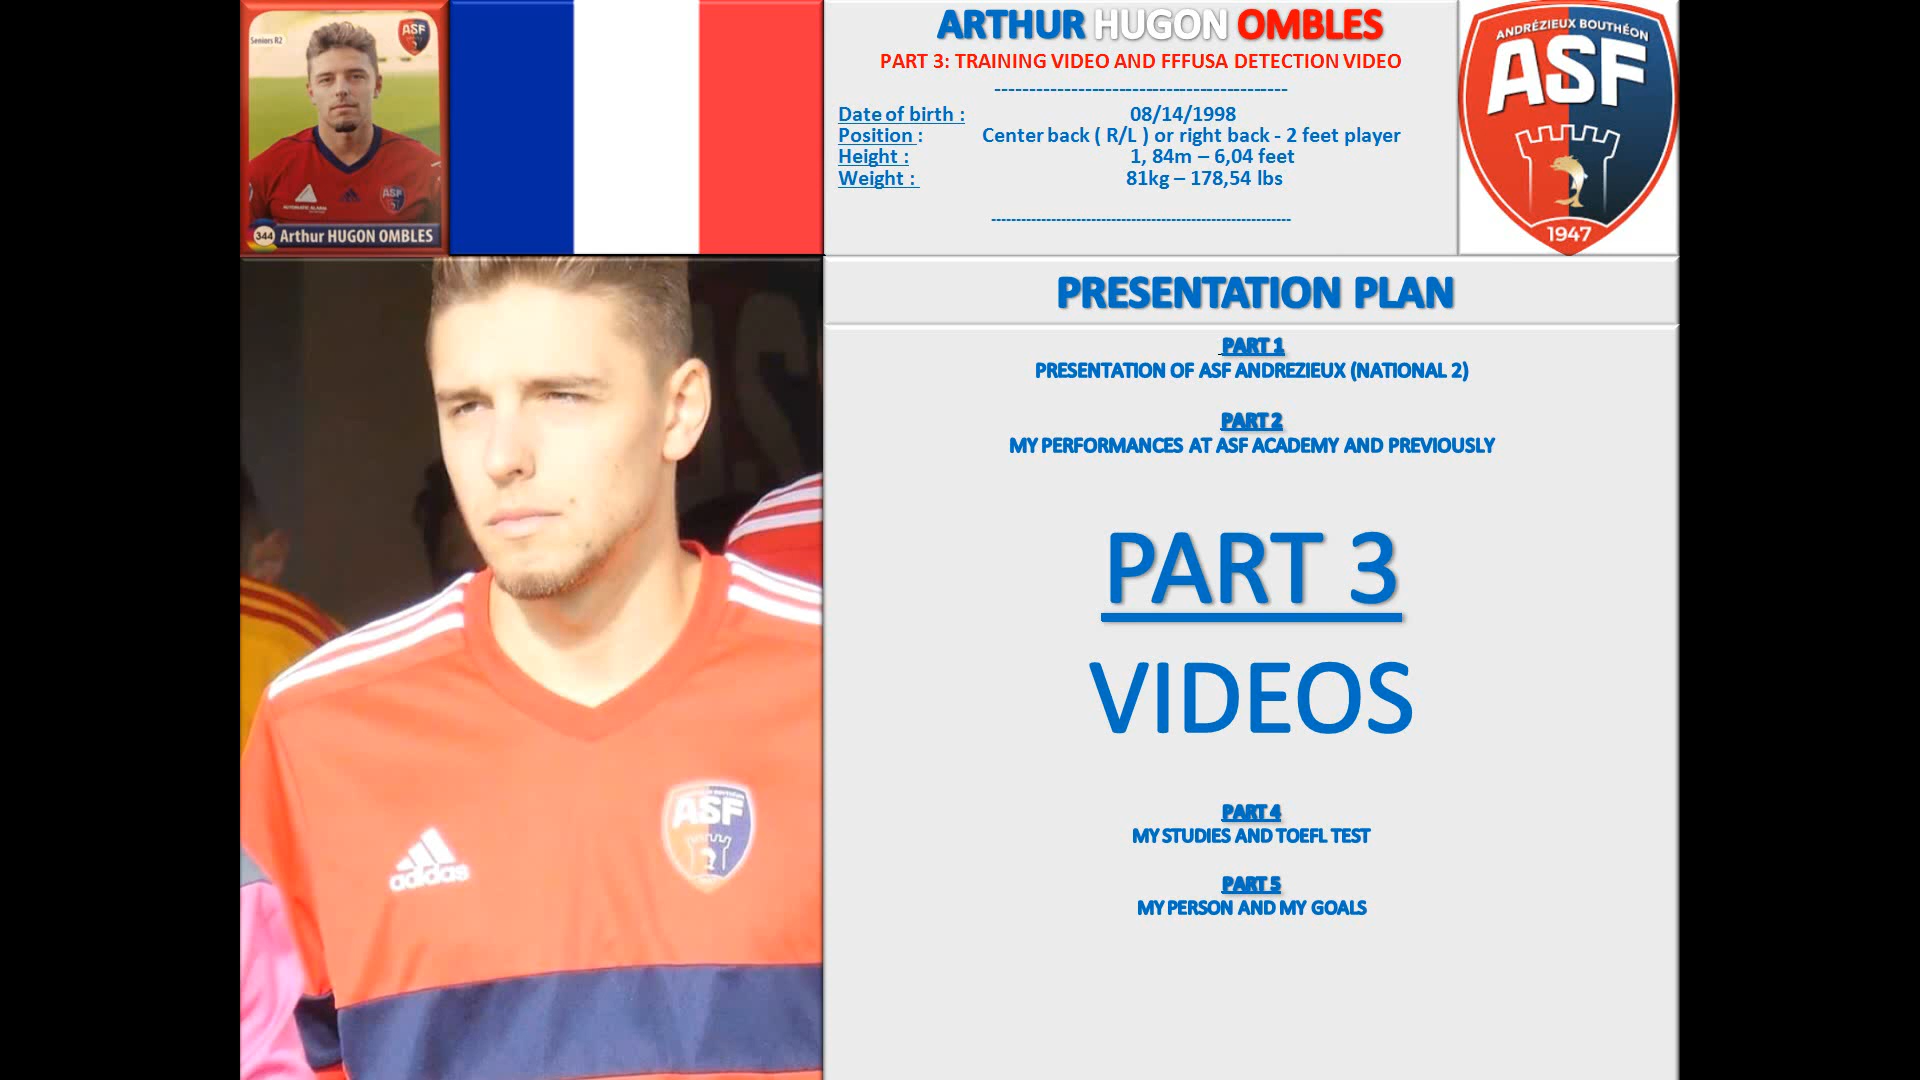 Seniors R2
ASF
AUTOMATIC ALARM
ASF
344 Arthur HUGON OMBLES
ARTHUR HUGON OMBLES
PART 3: TRAINING VIDEO AND FFFUSA DETECTION VIDEO
-------------------------------------------
Date of birth : 08/14/1998
Position : Center back ( R/L ) or right back - 2 feet player
Height : 1, 84m – 6,04 feet
Weight : 81kg – 178,54 lbs
------------------------------------------------------------
ANDRÉZIEUX BOUTHÉON
ASF
1947
adidas
ASF
PRESENTATION PLAN
PART 1
PRESENTATION OF ASF ANDREZIEUX (NATIONAL 2)
PART 2
MY PERFORMANCES AT ASF ACADEMY AND PREVIOUSLY
PART 3
VIDEOS
PART 4
MY STUDIES AND TOEFL TEST
PART 5
MY PERSON AND MY GOALS